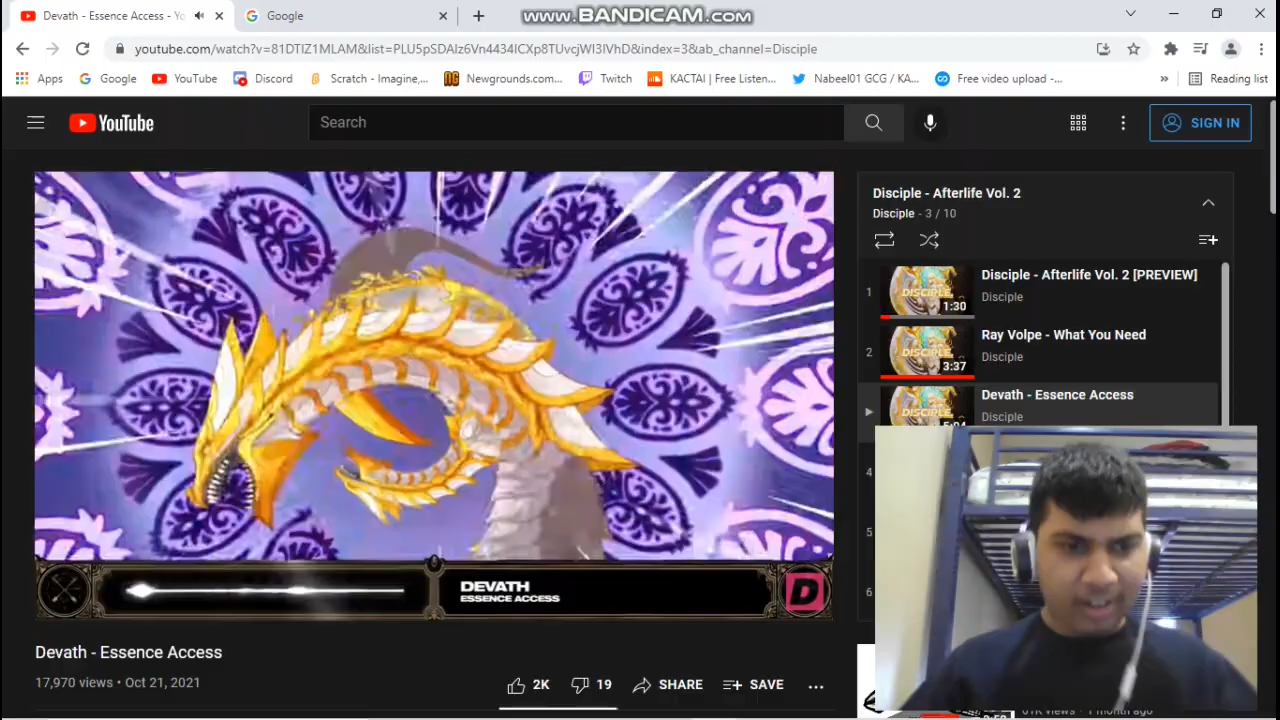 Devath - Essence Access - Yo
Google
www.BANDICAM.com
youtube.com/watch?v=81DTIZ1MLAM&list=PLU5pSDAIz6Vn4434ICXp8TUvcjWI3IVhD&index=3&ab_channel=Disciple
Apps
Google
YouTube
Discord
Scratch - Imagine,...
Newgrounds.com...
Twitch
KACTAI | Free Listen...
Nabeel01 GCG / KA...
Free video upload -...
»
Reading list
YouTube
Search
SIGN IN
Disciple - Afterlife Vol. 2
Disciple - 3 / 10
1
DISCIPLE
1:30
Disciple - Afterlife Vol. 2 [PREVIEW]
Disciple
2
DISCIPLE
3:37
Ray Volpe - What You Need
Disciple
DISCIPLE
Devath - Essence Access
Disciple
4
5
6
DEVATH
ESSENCE ACCESS
D
Devath - Essence Access
17,970 views • Oct 21, 2021
2K
19
SHARE
SAVE